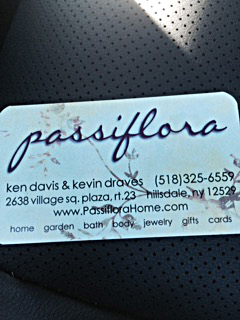 passiflora
ken davis & kevin draves (518)325-6559
2638 village sq. plaza, rt.23 - hillsdale, ny 12529
www.PassifloraHome.com
home garden bath body jewelry gifts cards